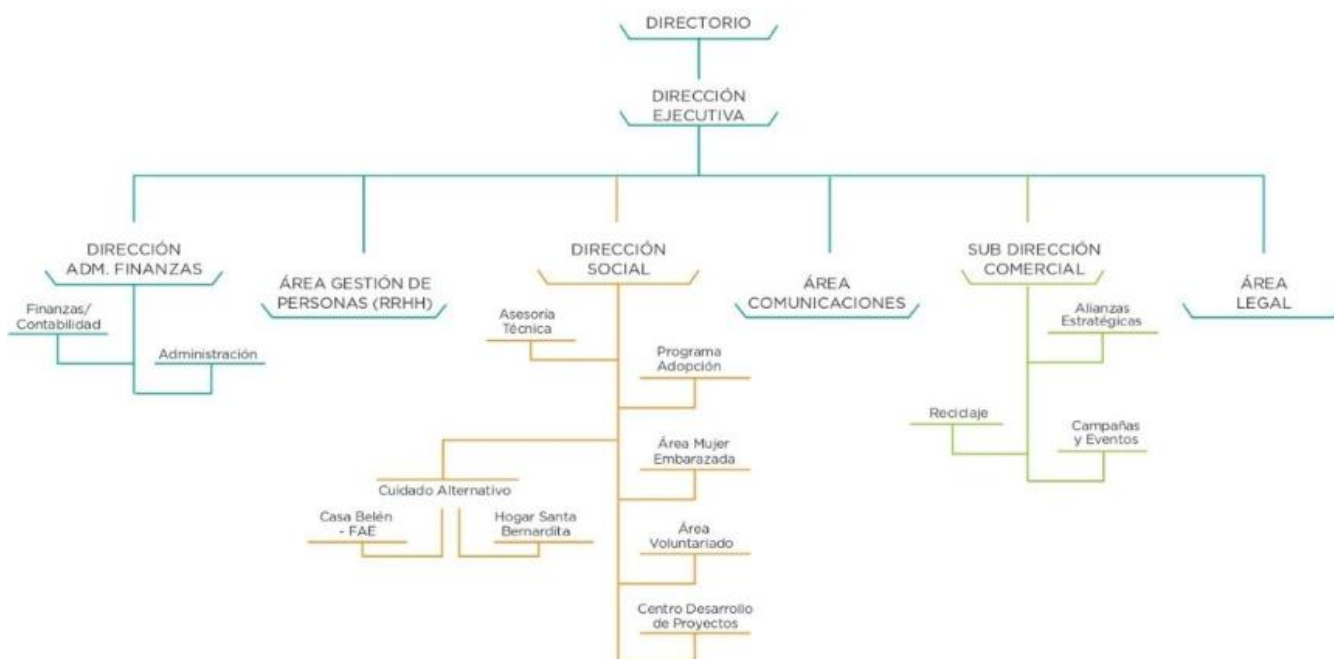 DIRECTORIO
DIRECCIÓN
EJECUTIVA
DIRECCIÓN
ADM. FINANZAS
Finanzas/
Contabilidad
Administración
ÁREA GESTIÓN DE
PERSONAS (RRHH)
DIRECCIÓN
SOCIAL
Asesoría
Técnica
Programa
Adopción
Cuidado Alternativo
Casa Belén
- FAE
Hogar Santa
Bernardita
Área Mujer
Embarazada
Área
Voluntariado
Centro Desarrollo
de Proyectos
ÁREA
COMUNICACIONES
SUB DIRECCIÓN
COMERCIAL
Alianzas
Estratégicas
Reciclaje
Campañas
y Eventos
ÁREA
LEGAL